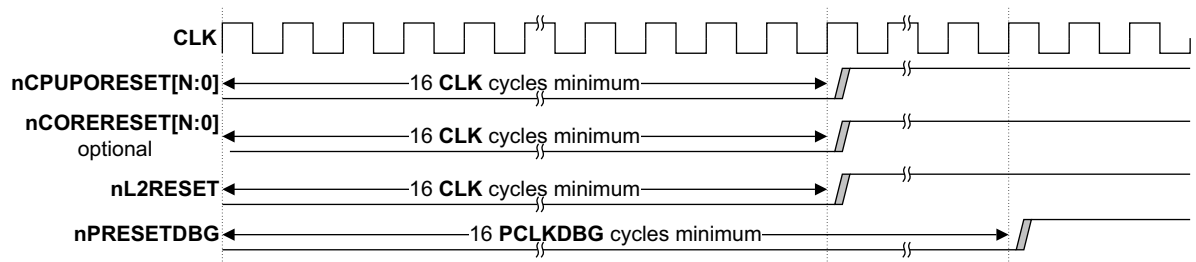 CLK
nCPUPORESET[N:0] 16 CLK cycles minimum
nCORERESET[N:0] 16 CLK cycles minimum
optional
nL2RESET 16 CLK cycles minimum
nPRESETDBG 16 PCLKDBG cycles minimum